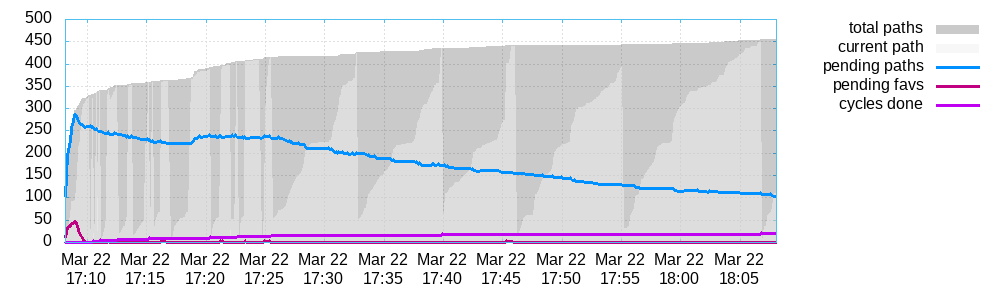 500
450
400
350
300
250
200
150
100
50
0
Mar 22 Mar 22 Mar 22 Mar 22 Mar 22 Mar 22 Mar 22 Mar 22 Mar 22 Mar 22 Mar 22 Mar 22
17:10 17:15 17:20 17:25 17:30 17:35 17:40 17:45 17:50 17:55 18:00 18:05
total paths
current path
pending paths
pending favs
cycles done